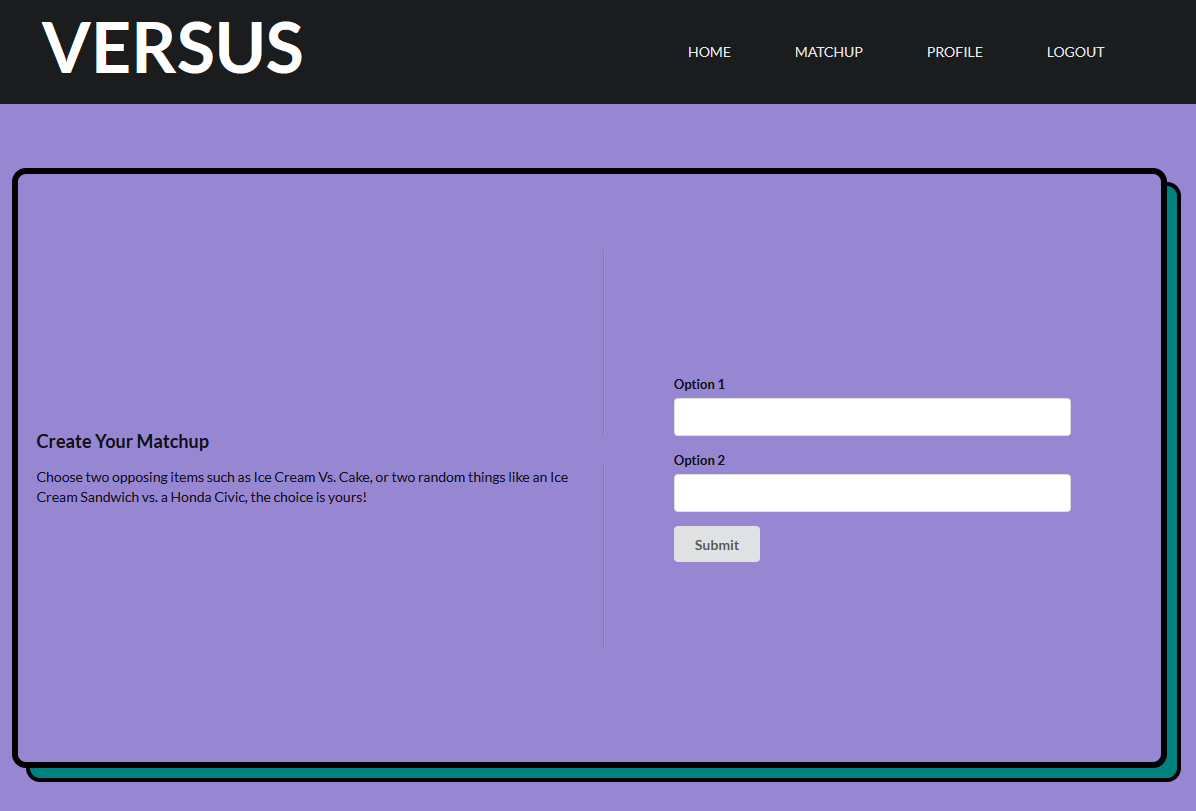 VERSUS
HOME
MATCHUP
PROFILE
LOGOUT
Create Your Matchup
Choose two opposing items such as Ice Cream Vs. Cake, or two random things like an Ice
Cream Sandwich vs. a Honda Civic, the choice is yours!
Option 1
Option 2
Submit